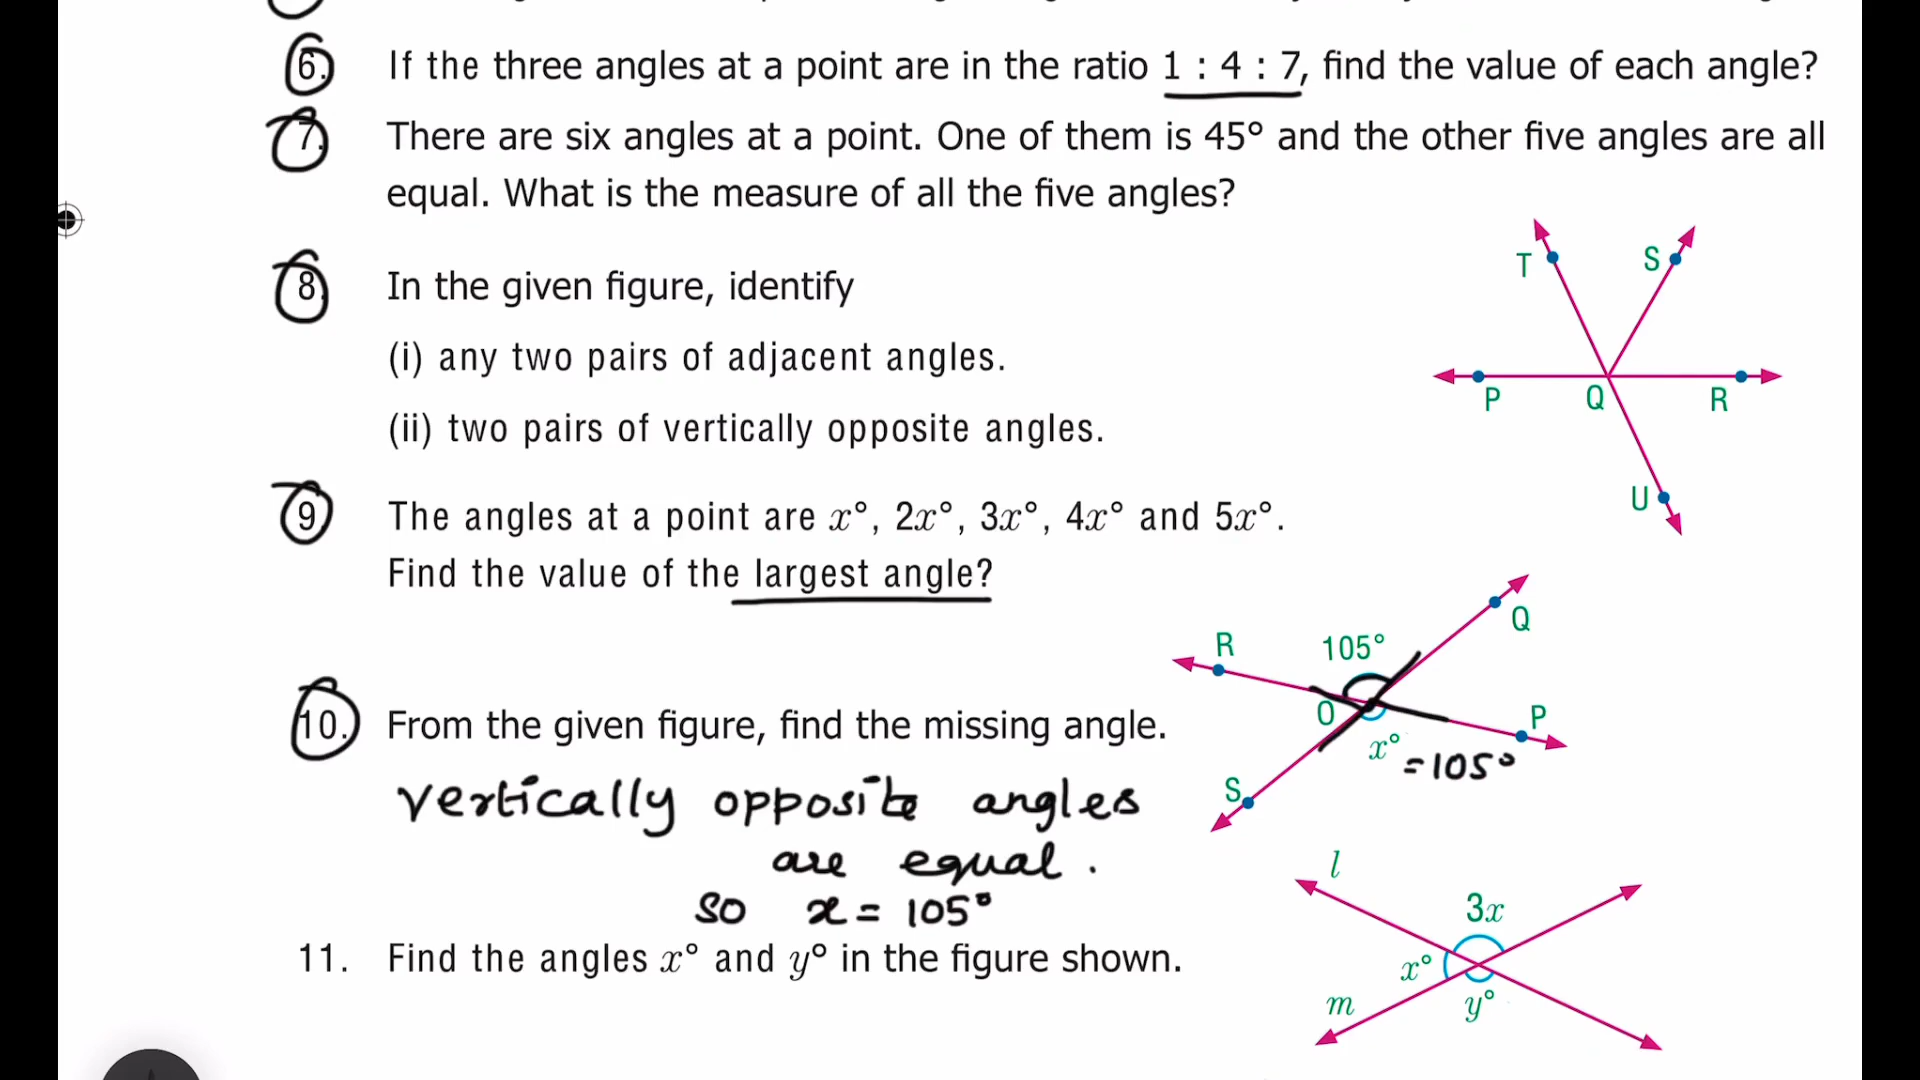 6. If the three angles at a point are in the ratio 1 : 4 : 7, find the value of each angle?
7. There are six angles at a point. One of them is 45° and the other five angles are all
equal. What is the measure of all the five angles?
8. In the given figure, identify
(i) any two pairs of adjacent angles.
(ii) two pairs of vertically opposite angles.
T S
P Q R
U
9. The angles at a point are x°, 2x°, 3x°, 4x° and 5x°.
Find the value of the largest angle?
Q
R 105°
O P
x° =105°
S
10. From the given figure, find the missing angle.
vertically opposite angles
are equal.
so x = 105°
11. Find the angles x° and y° in the figure shown.
l
3x
x°
m y°